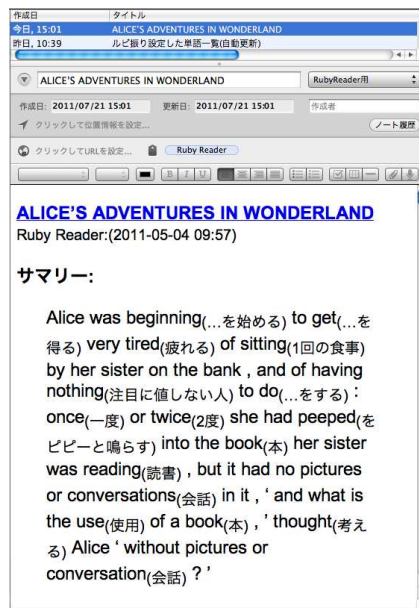 作成日 タイトル
今日, 15:01 ALICE'S ADVENTURES IN WONDERLAND
昨日, 10:39 ルビ振り設定した単語一覧(自動更新)
ALICE'S ADVENTURES IN WONDERLAND RubyReader用
作成日: 2011/07/21 15:01 更新日: 2011/07/21 15:01 作成者
クリックして位置情報を設定... ノート履歴
クリックしてURLを設定... Ruby Reader
B I U
ALICE'S ADVENTURES IN WONDERLAND
Ruby Reader:(2011-05-04 09:57)
サマリー:
Alice was beginning(...を始める) to get(...を
得る) very tired(疲れる) of sitting(1回の食事)
by her sister on the bank , and of having
nothing(注目に値しない人) to do(...をする) :
once(一度) or twice(2度) she had peeped(を
ピピーと鳴らす) into the book(本) her sister
was reading(読書) , but it had no pictures
or conversations(会話) in it , ‘ and what is
the use(使用) of a book(本) , ’ thought(考え
る) Alice ‘ without pictures or
conversation(会話) ? ’